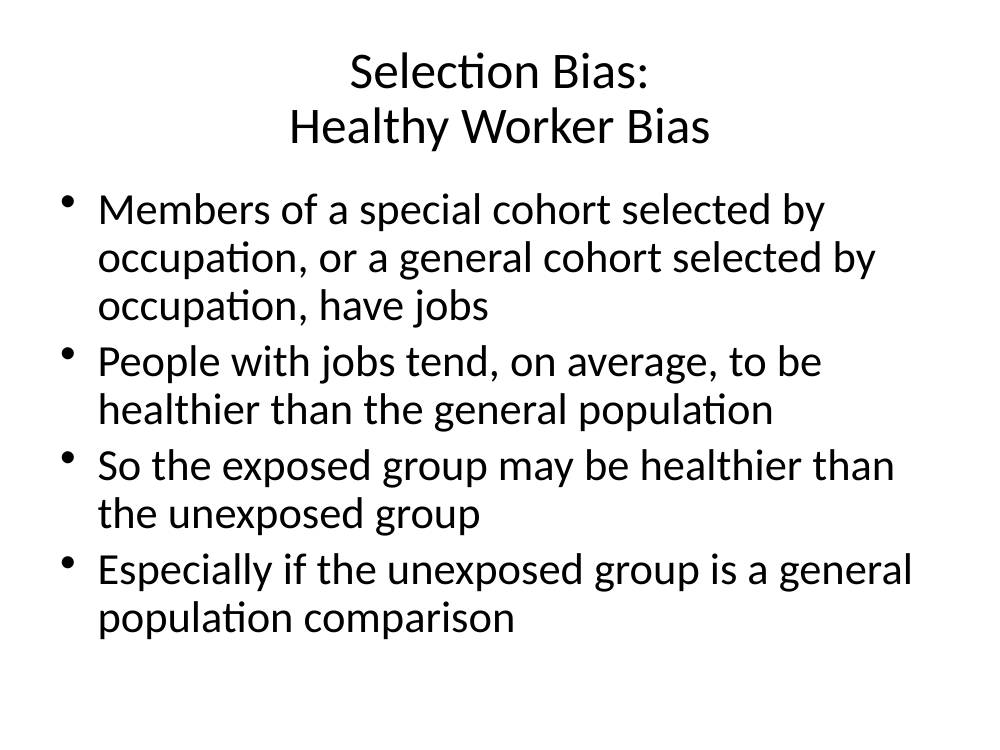 Selection Bias:
Healthy Worker Bias
• Members of a special cohort selected by
occupation, or a general cohort selected by
occupation, have jobs
• People with jobs tend, on average, to be
healthier than the general population
• So the exposed group may be healthier than
the unexposed group
• Especially if the unexposed group is a general
population comparison